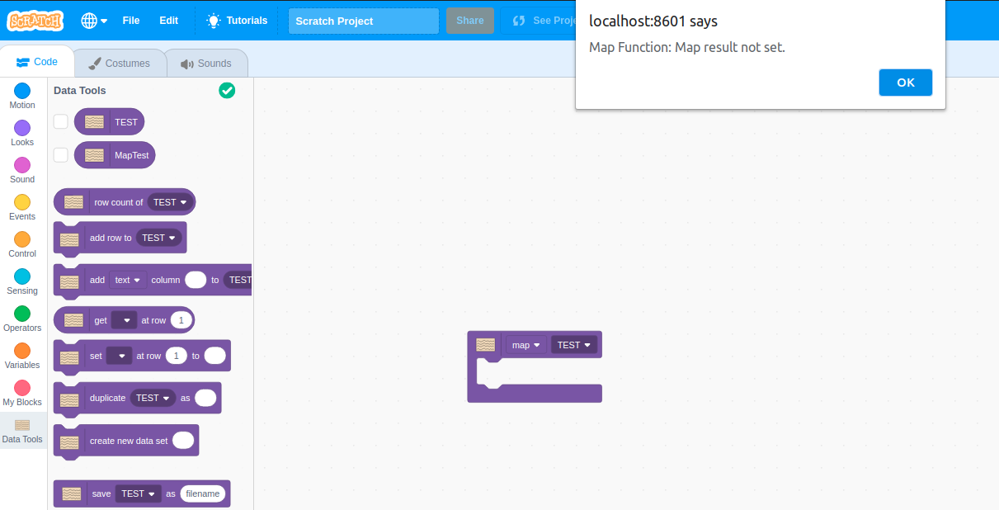 SCRATCH File Edit Tutorials Scratch Project Share See
localhost:8601 says
Map Function: Map result not set.
OK
Code Costumes Sounds
Motion
Looks
Sound
Events
Control
Sensing
Operators
Variables
My Blocks
Data Tools
Data Tools
TEST
MapTest
row count of TEST
add row to TEST
add text column to TEST
get at row 1
set at row 1 to
duplicate TEST as
create new data set
save TEST as filename
map TEST